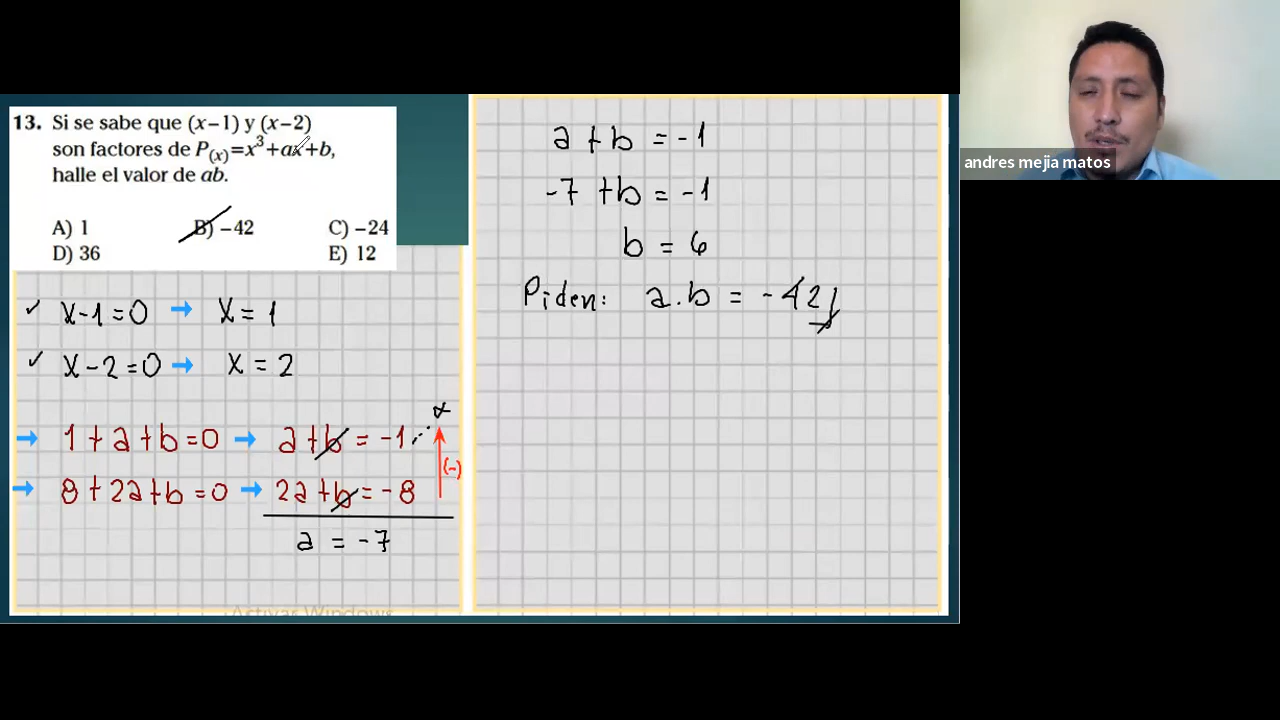 13. Si se sabe que (x−1) y (x−2)
son factores de P(x)=x³+ax+b,
halle el valor de ab.
A) 1 B) −42 C) −24
D) 36 E) 12
✓ x-1=0 → x=1
✓ x-2=0 → x=2
→ 1+a+b=0 → a+b=-1 ... α
→ 8+2a+b=0 → 2a+b=-8
(-)
a = -7
a+b=-1
-7+b=-1
b=6
Piden: a.b = -42
Activar Windows
andres mejia matos